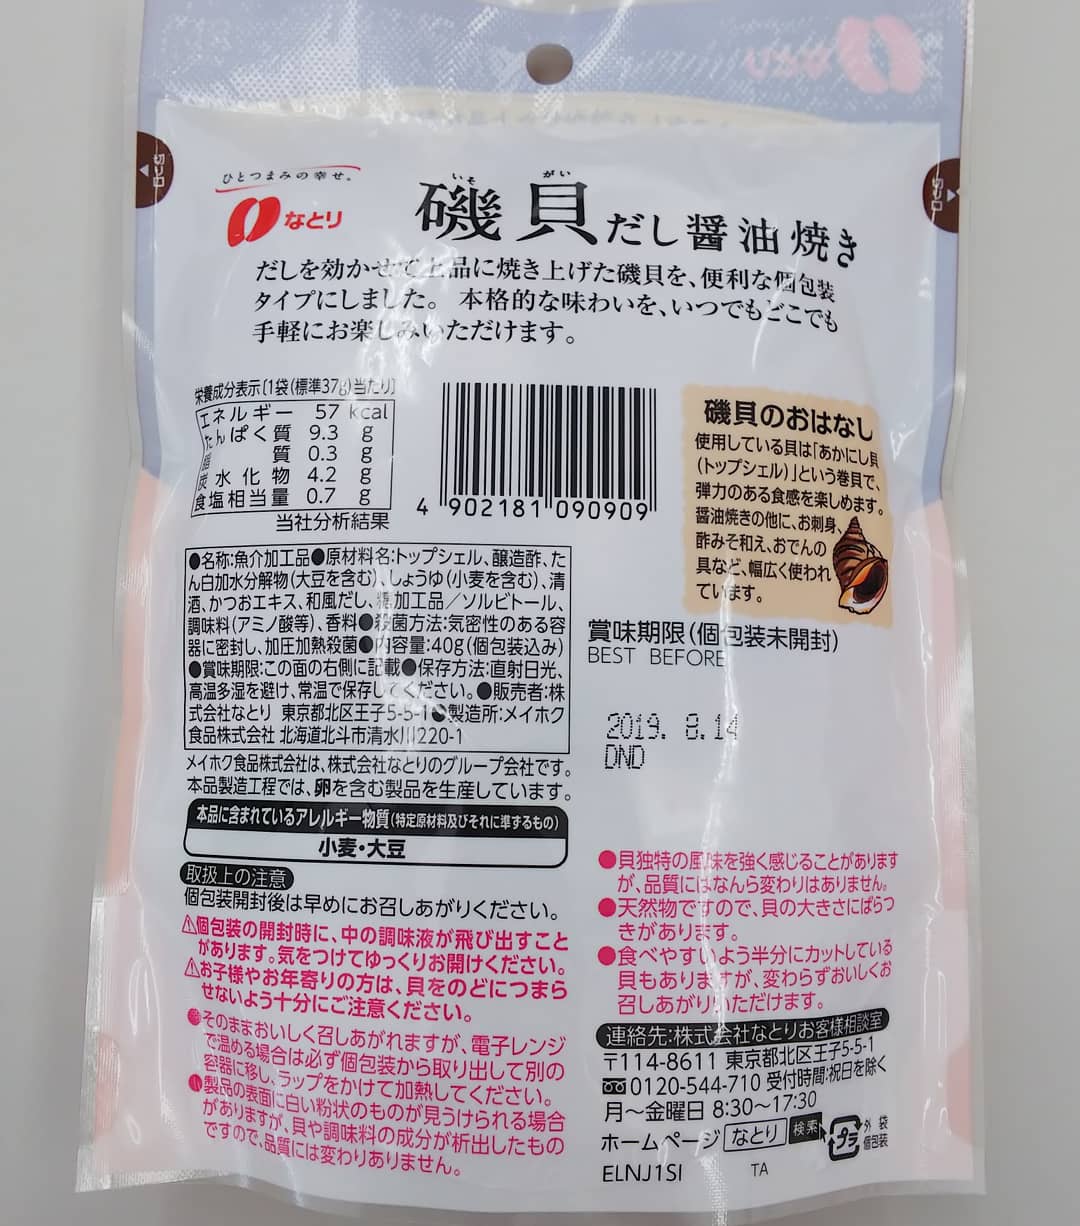 ひとつまみの幸せ。
なとり
いそ がい
磯貝だし醤油焼き
だしを効かせて上品に焼き上げた磯貝を、便利な個包装
タイプにしました。 本格的な味わいを、いつでもどこでも
手軽にお楽しみいただけます。
栄養成分表示〔1袋(標準37g)当たり〕
エネルギー 57 kcal
たんぱく質 9.3 g
脂質 0.3 g
炭水化物 4.2 g
食塩相当量 0.7 g
当社分析結果
4 902181 090909
磯貝のおはなし
使用している貝は「あかにし貝
(トップシェル)」という巻貝で、
弾力のある食感を楽しめます。
醤油焼きの他に、お刺身、
酢みそ和え、おでんの
具など、幅広く使われ
ています。
●名称:魚介加工品●原材料名:トップシェル、醸造酢、た
ん白加水分解物(大豆を含む)、しょうゆ(小麦を含む)、清
酒、かつおエキス、和風だし、糖加工品/ソルビトール、
調味料(アミノ酸等)、香料●殺菌方法:気密性のある容
器に密封し、加圧加熱殺菌●内容量:40g(個包装込み)
●賞味期限:この面の右側に記載●保存方法:直射日光、
高温多湿を避け、常温で保存してください。●販売者:株
式会社なとり 東京都北区王子5-5-1●製造所:メイホク
食品株式会社 北海道北斗市清水川220-1
メイホク食品株式会社は、株式会社なとりのグループ会社です。
本品製造工程では、卵を含む製品を生産しています。
本品に含まれているアレルギー物質(特定原材料及びそれに準ずるもの)
小麦・大豆
賞味期限(個包装未開封)
BEST BEFORE
2019. 8.14
DND
取扱上の注意
個包装開封後は早めにお召しあがりください。
⚠個包装の開封時に、中の調味液が飛び出すこと
があります。気をつけてゆっくりお開けください。
⚠お子様やお年寄りの方は、貝をのどにつまら
せないよう十分にご注意ください。
●そのままおいしく召しあがれますが、電子レンジ
で温める場合は必ず個包装から取り出して別の
容器に移し、ラップをかけて加熱してください。
●製品の表面に白い粉状のものが見うけられる場合
がありますが、貝や調味料の成分が析出したもの
ですので、品質には変わりありません。
●貝独特の風味を強く感じることがあります
が、品質にはなんら変わりはありません。
●天然物ですので、貝の大きさにばらつ
きがあります。
●食べやすいよう半分にカットしている
貝もありますが、変わらずおいしくお
召しあがりいただけます。
連絡先:株式会社なとりお客様相談室
〒114-8611 東京都北区王子5-5-1
0120-544-710 受付時間:祝日を除く
月〜金曜日 8:30〜17:30
ホームページ なとり 検索
プラ 外袋 個包装
ELNJ1SI TA